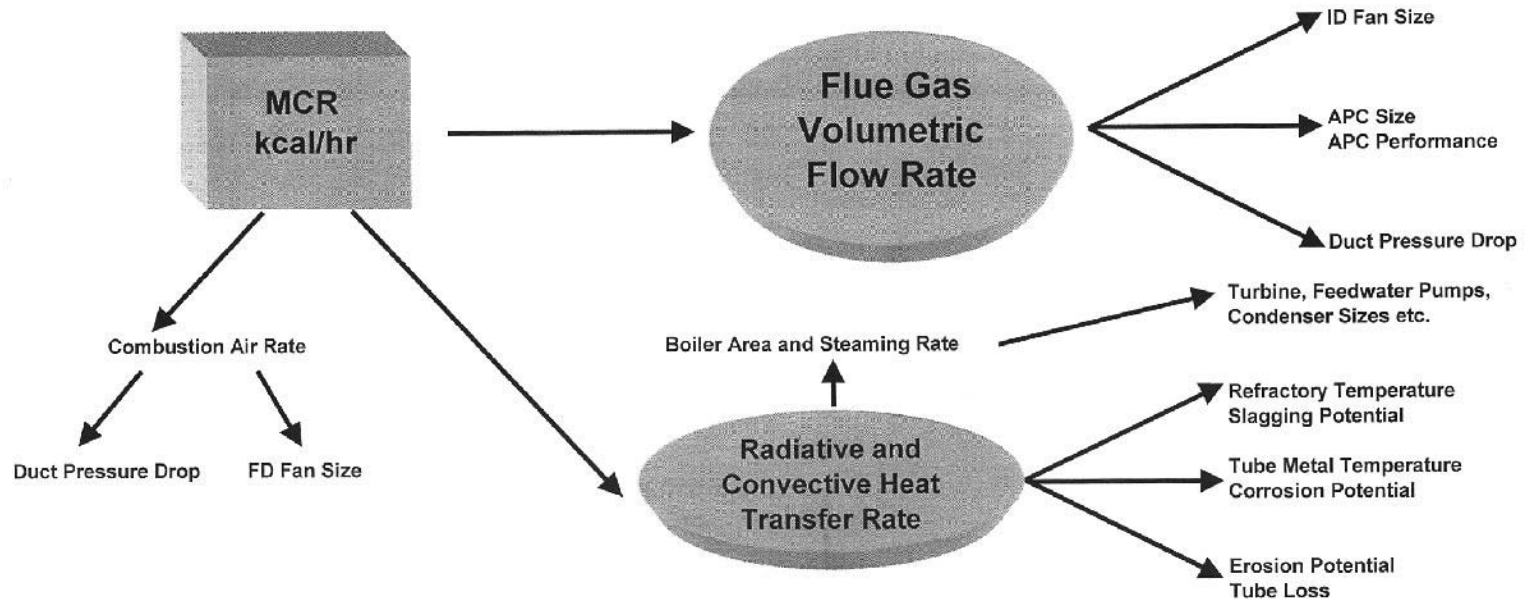 MCR
kcal/hr
Flue Gas
Volumetric
Flow Rate
ID Fan Size
APC Size
APC Performance
Duct Pressure Drop
Combustion Air Rate
Duct Pressure Drop
FD Fan Size
Boiler Area and Steaming Rate
Turbine, Feedwater Pumps,
Condenser Sizes etc.
Radiative and
Convective Heat
Transfer Rate
Refractory Temperature
Slagging Potential
Tube Metal Temperature
Corrosion Potential
Erosion Potential
Tube Loss